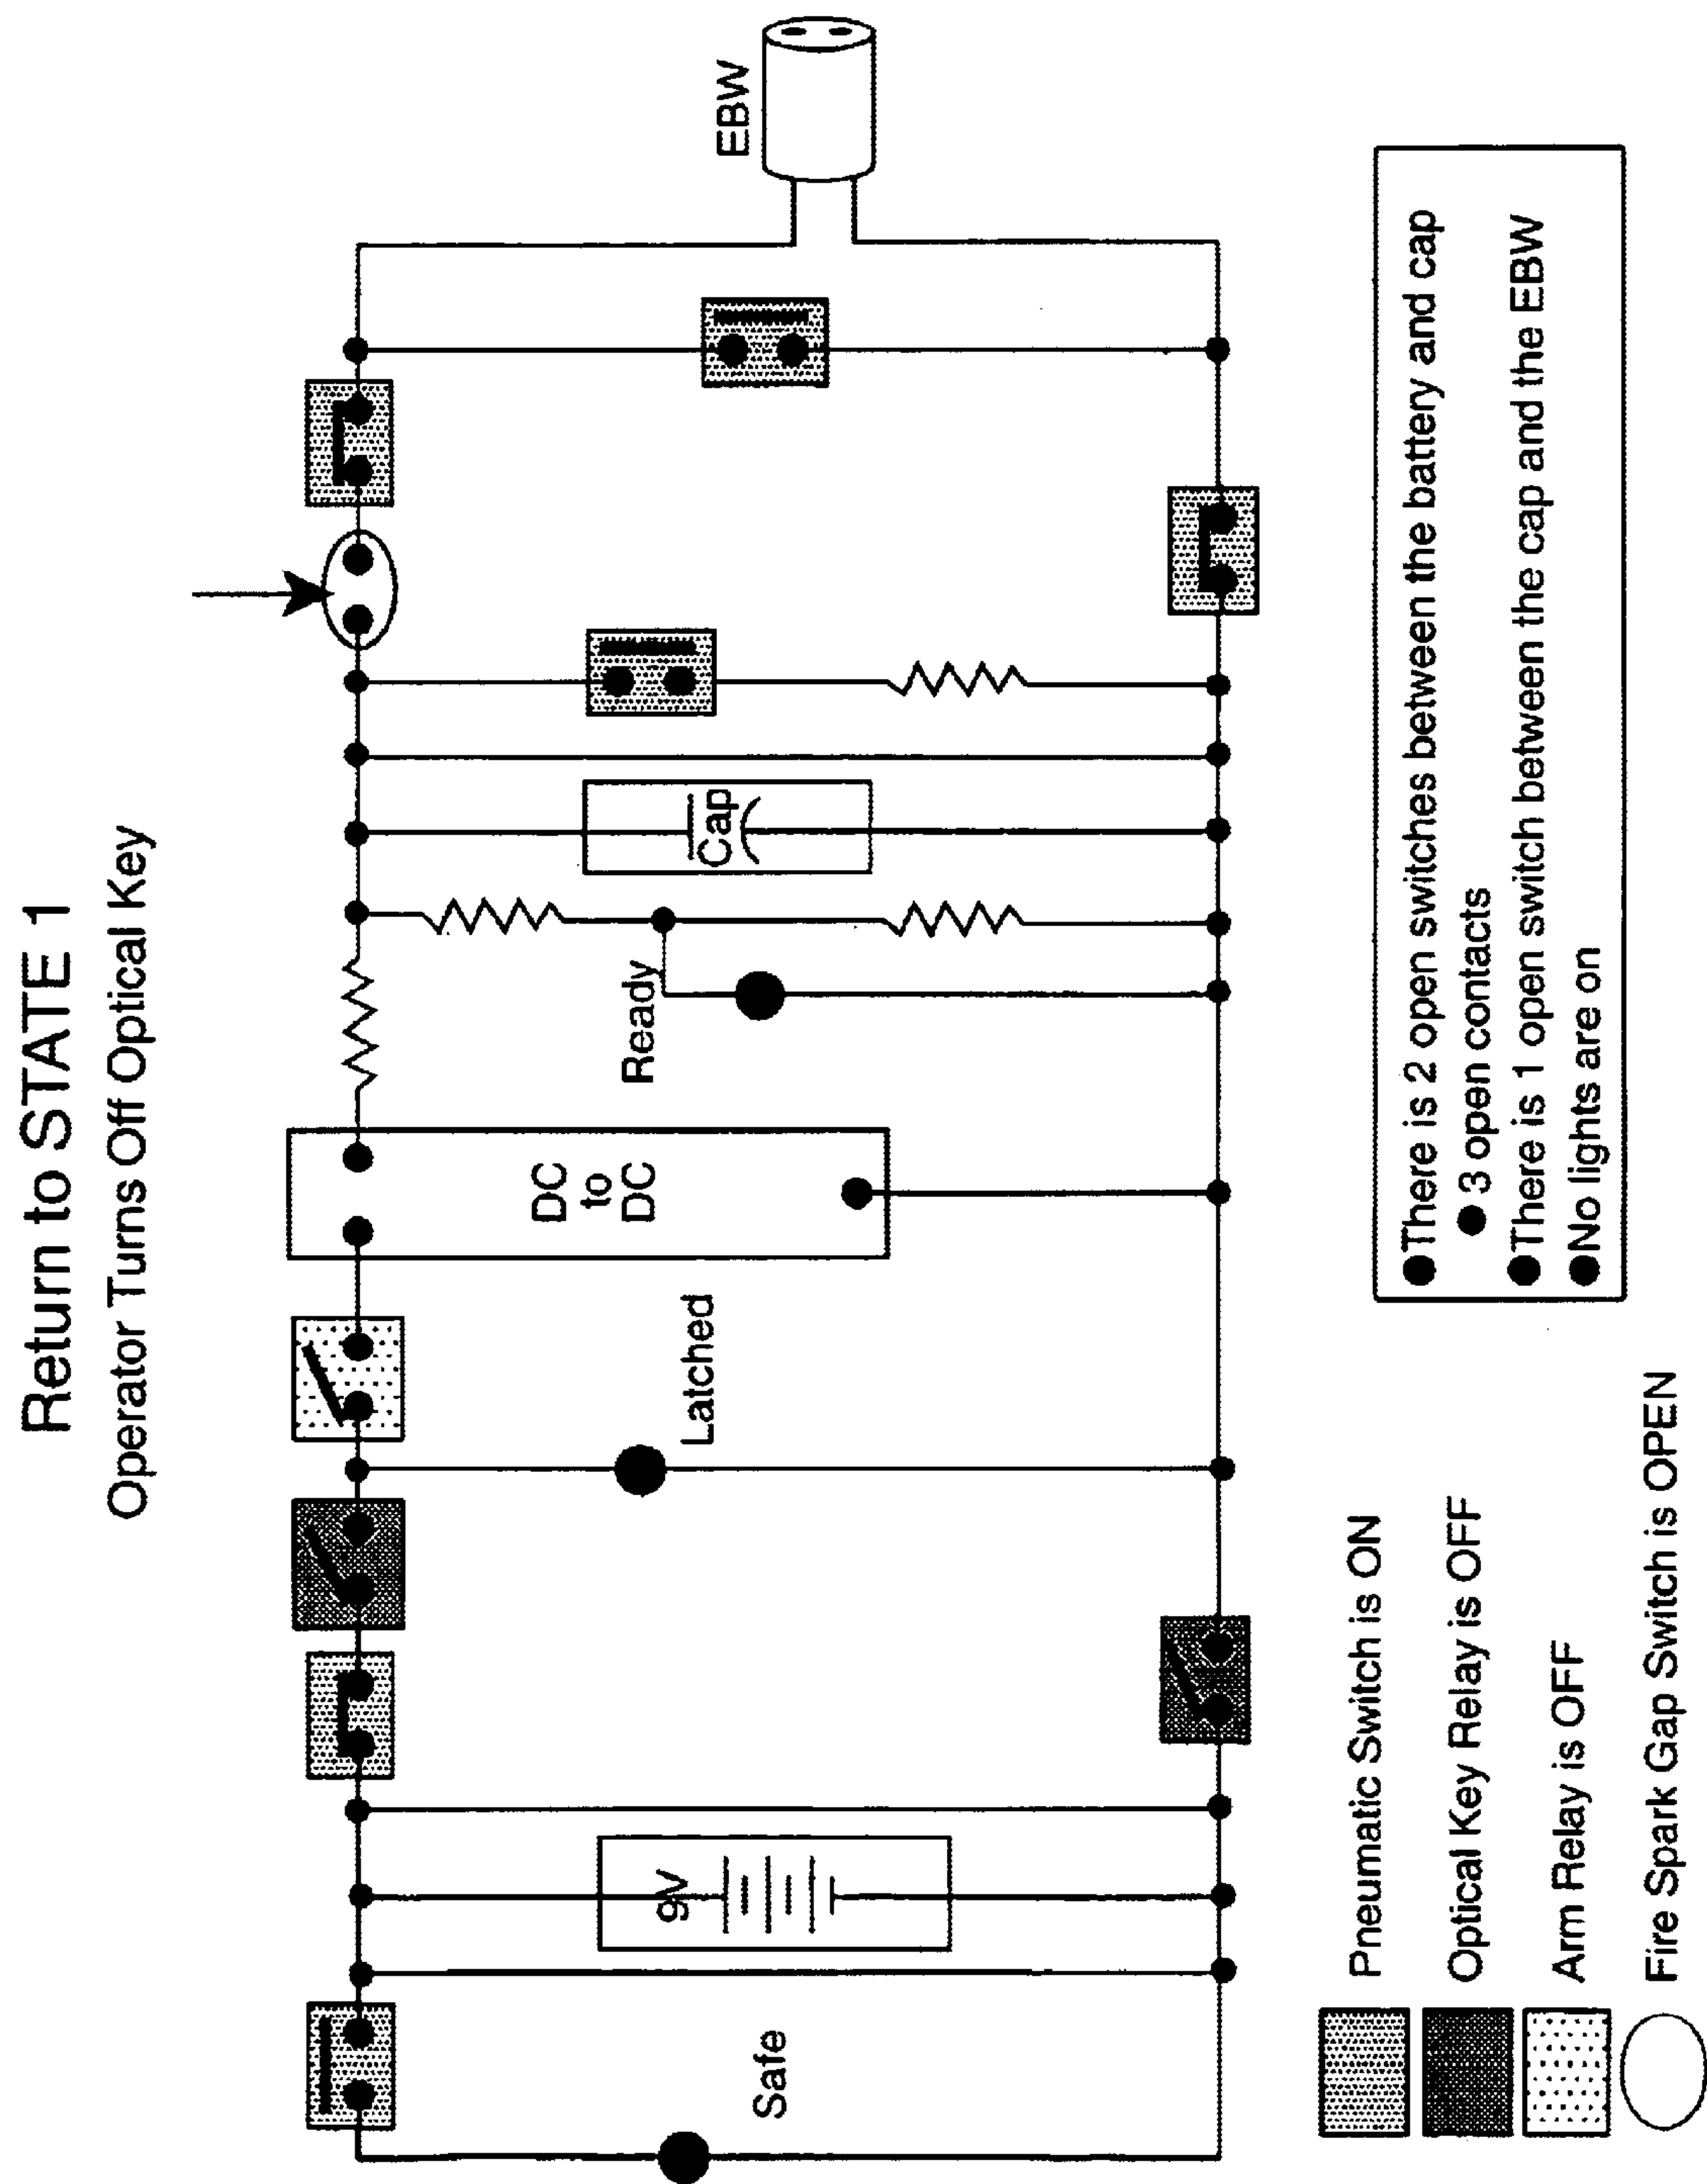 Return to STATE 1
Operator Turns Off Optical Key
Safe
9V
Latched
DC
to
DC
Ready
Cap
EBW
Pneumatic Switch is ON
Optical Key Relay is OFF
Arm Relay is OFF
Fire Spark Gap Switch is OPEN
●There is 2 open switches between the battery and cap
● 3 open contacts
●There is 1 open switch between the cap and the EBW
●No lights are on